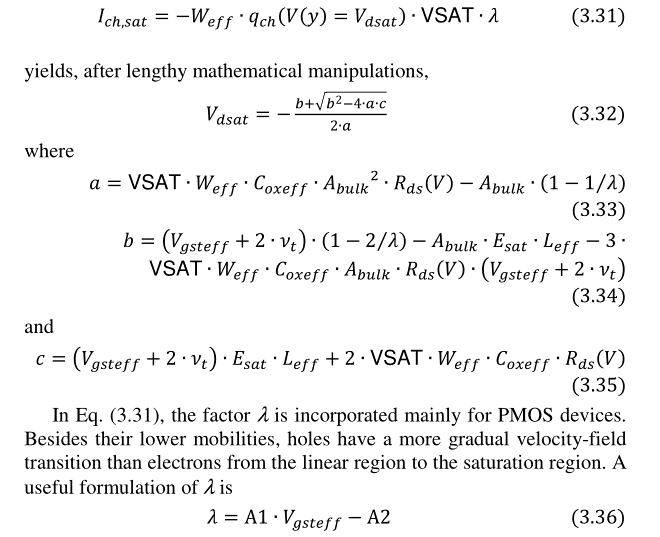 I_{ch,sat} = −W_{eff} · q_{ch}(V(y) = V_{dsat}) · VSAT · λ (3.31)
yields, after lengthy mathematical manipulations,
V_{dsat} = − \frac{b+\sqrt{b^2−4·a·c}}{2·a} (3.32)
where
a = VSAT · W_{eff} · C_{oxeff} · A_{bulk}^2 · R_{ds}(V) − A_{bulk} · (1 − 1/λ)
(3.33)
b = (V_{gsteff} + 2 · ν_t) · (1 − 2/λ) − A_{bulk} · E_{sat} · L_{eff} − 3 ·
VSAT · W_{eff} · C_{oxeff} · A_{bulk} · R_{ds}(V) · (V_{gsteff} + 2 · ν_t)
(3.34)
and
c = (V_{gsteff} + 2 · ν_t) · E_{sat} · L_{eff} + 2 · VSAT · W_{eff} · C_{oxeff} · R_{ds}(V)
(3.35)
In Eq. (3.31), the factor λ is incorporated mainly for PMOS devices.
Besides their lower mobilities, holes have a more gradual velocity-field
transition than electrons from the linear region to the saturation region. A
useful formulation of λ is
λ = A1 · V_{gsteff} − A2 (3.36)